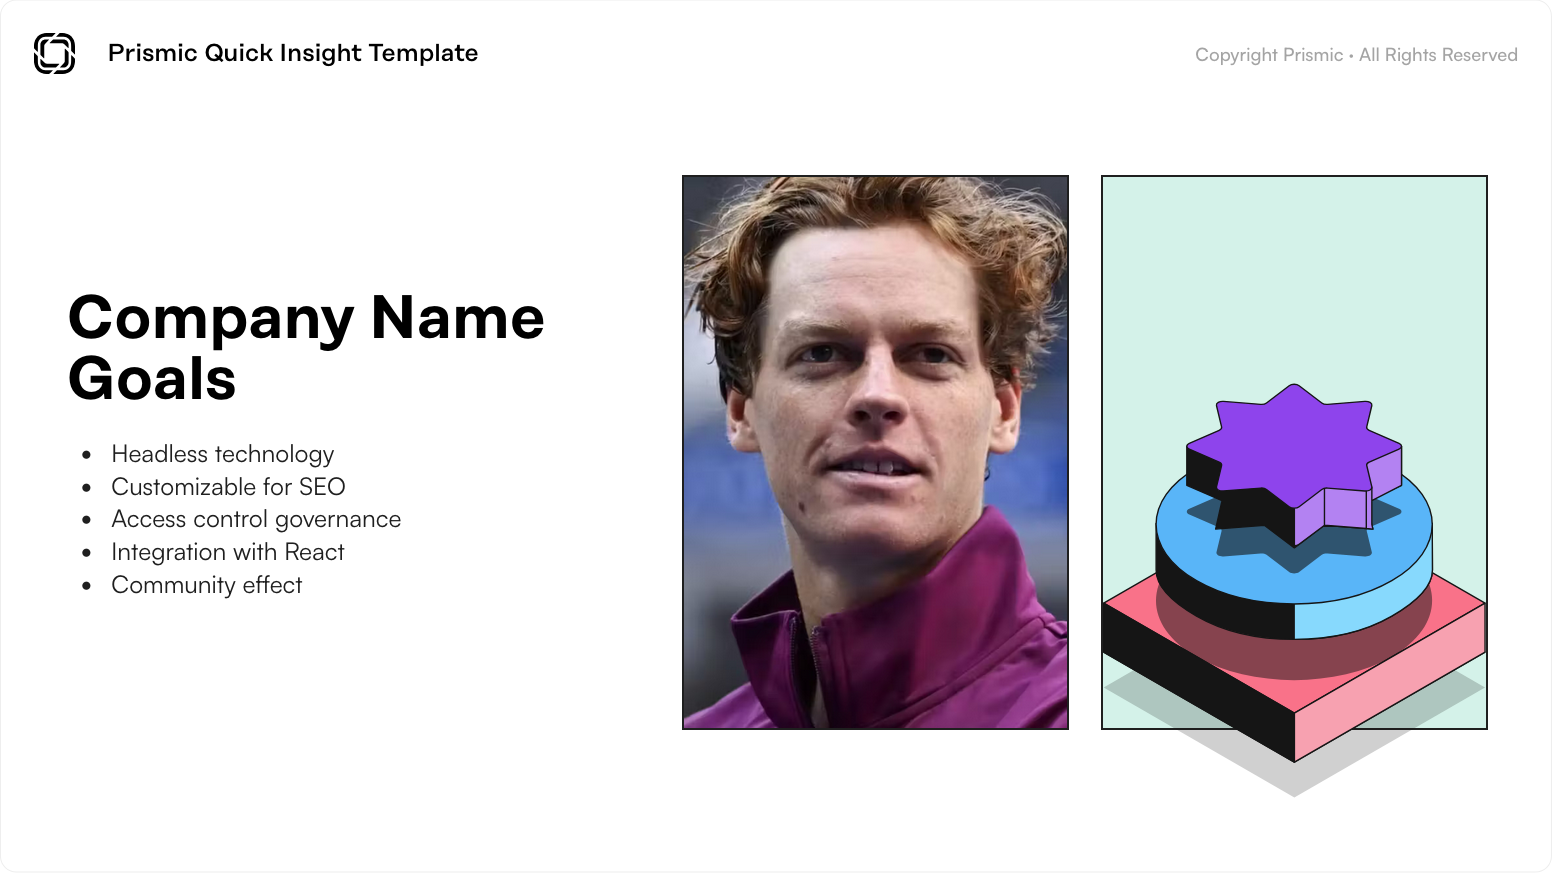 Prismic Quick Insight Template
Copyright Prismic · All Rights Reserved
Company Name
Goals
Headless technology
Customizable for SEO
Access control governance
Integration with React
Community effect